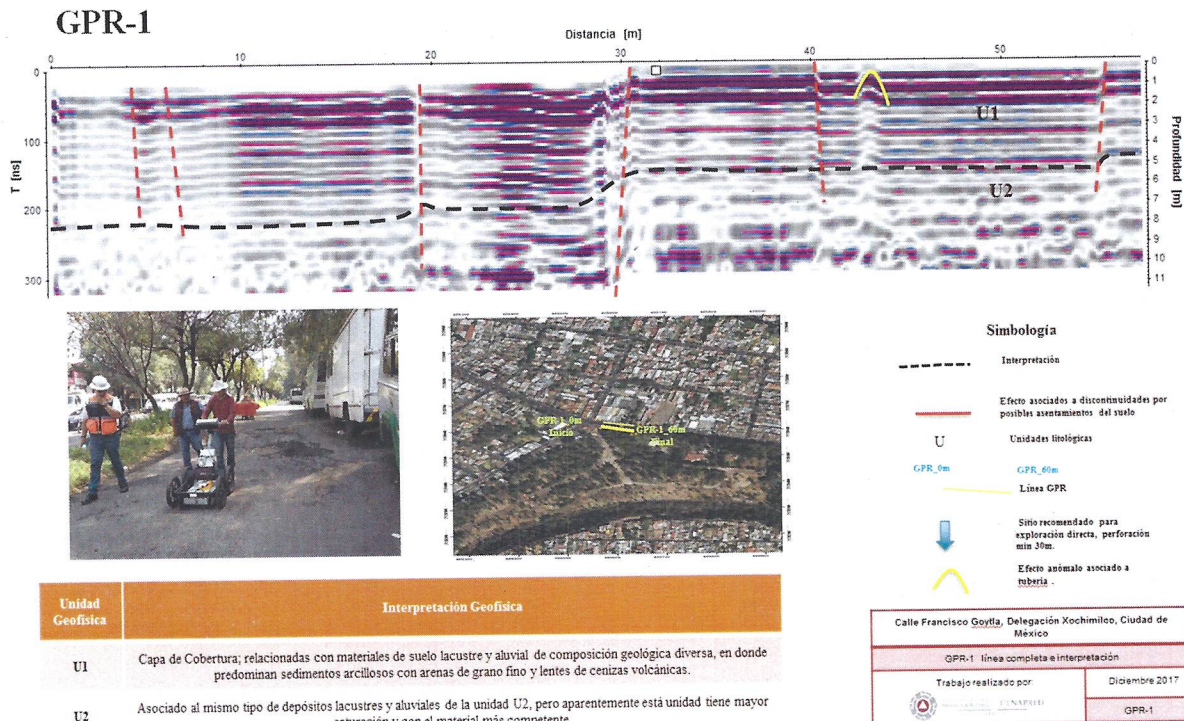 GPR-1
Distancia [m]
0 10 20 30 40 50
T [ns]
0
100
200
300
Profundidad [m]
0
1
2
3
4
5
6
7
8
9
10
11
U1
U2
GPR-1_0m
Inicio
GPR-1_60m
Final
Simbología
Interpretación
Efecto asociados a discontinuidades por
posibles asentamientos del suelo
U
Unidades litológicas
GPR_0m GPR_60m
Línea GPR
Sitio recomendado para
exploración directa, perforación
min 30m.
Efecto anómalo asociado a
tubería .
Unidad
Geofísica
Interpretación Geofísica
U1
Capa de Cobertura; relacionadas con materiales de suelo lacustre y aluvial de composición geológica diversa, en donde
predominan sedimentos arcillosos con arenas de grano fino y lentes de cenizas volcánicas.
U2
Asociado al mismo tipo de depósitos lacustres y aluviales de la unidad U2, pero aparentemente está unidad tiene mayor
saturación y con el material más competente
Calle Francisco Goytia, Delegación Xochimilco, Ciudad de
México
GPR-1 línea completa e interpretación
Trabajo realizado por:
CENAPRED
Diciembre 2017
GPR-1